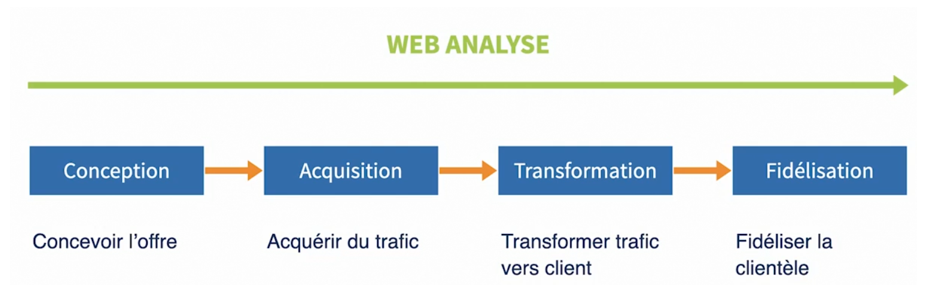 WEB ANALYSE
Conception
Acquisition
Transformation
Fidélisation
Concevoir l'offre
Acquérir du trafic
Transformer trafic
vers client
Fidéliser la
clientèle